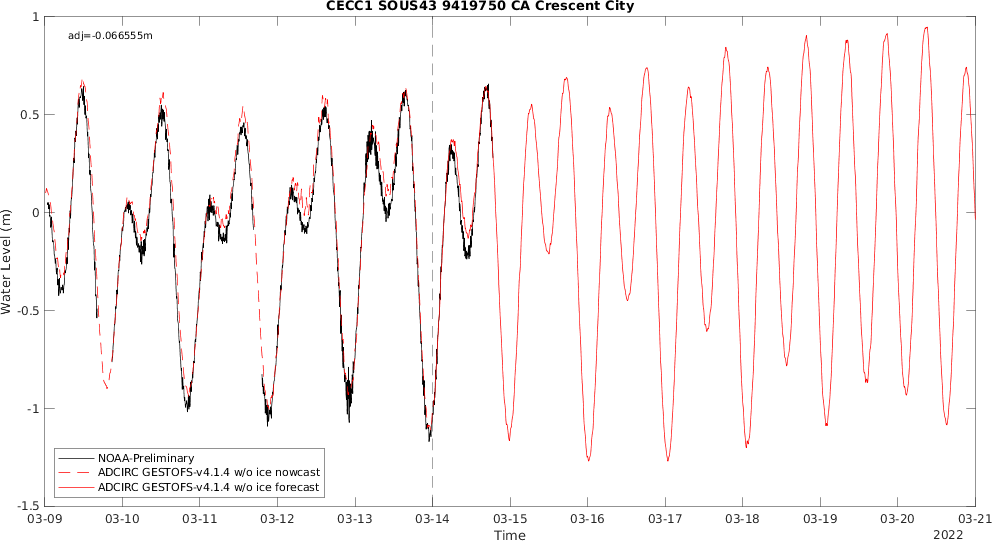 CECC1 SOUS43 9419750 CA Crescent City
adj=-0.066555m
1
0.5
0
-0.5
-1
-1.5
Water Level (m)
NOAA-Preliminary
ADCIRC GESTOFS-v4.1.4 w/o ice nowcast
ADCIRC GESTOFS-v4.1.4 w/o ice forecast
03-09 03-10 03-11 03-12 03-13 03-14 03-15 03-16 03-17 03-18 03-19 03-20 03-21
Time
2022